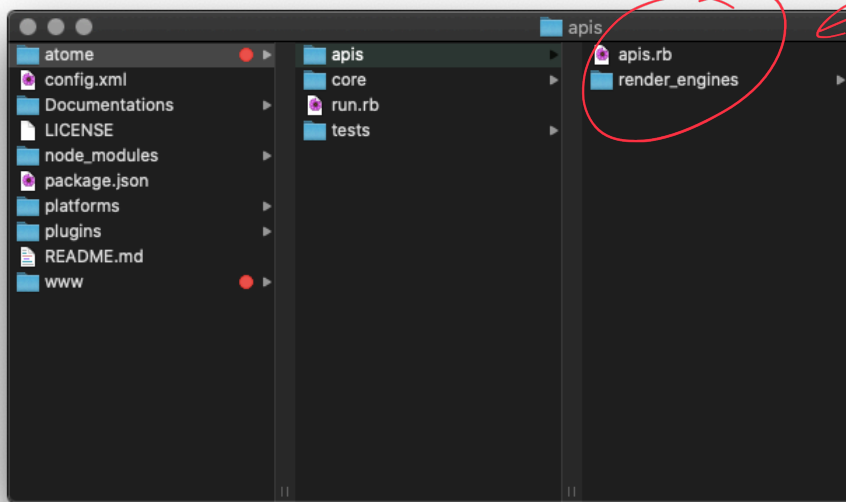 apis
atome
config.xml
Documentations
LICENSE
node_modules
package.json
platforms
plugins
README.md
www
apis
core
run.rb
tests
apis.rb
render_engines